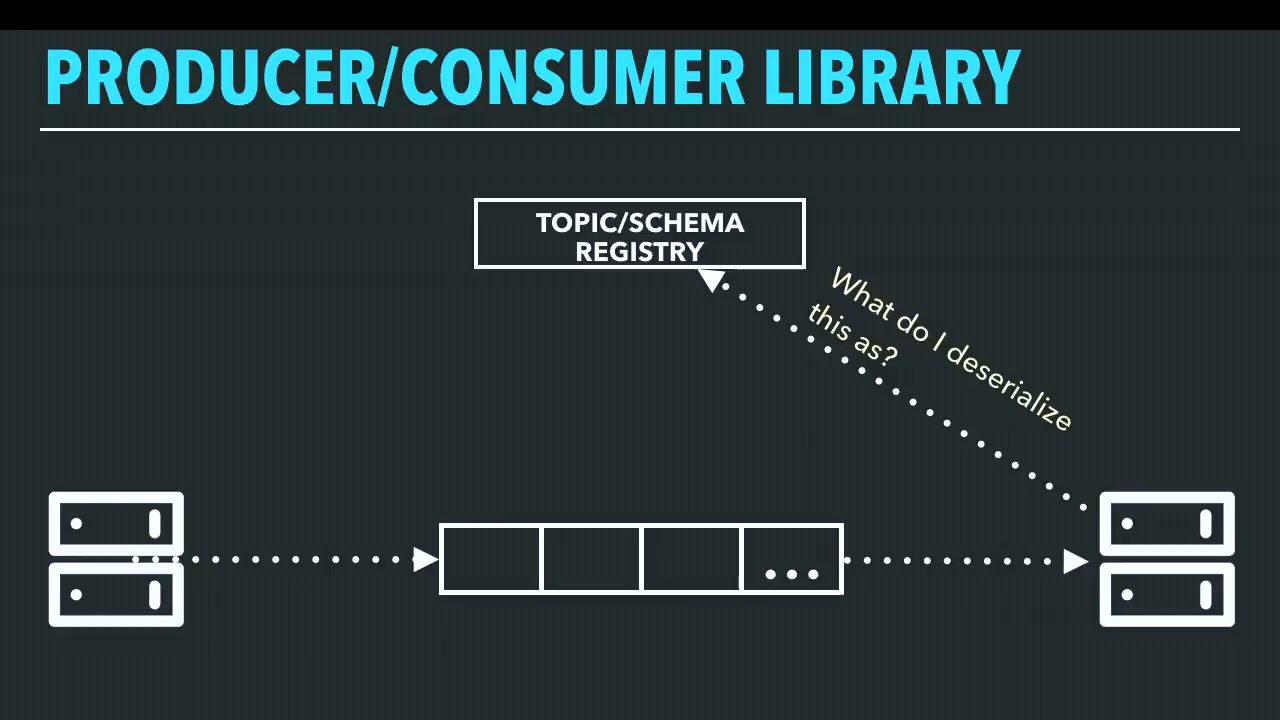 PRODUCER/CONSUMER LIBRARY
TOPIC/SCHEMA
REGISTRY
What do I deserialize
this as?